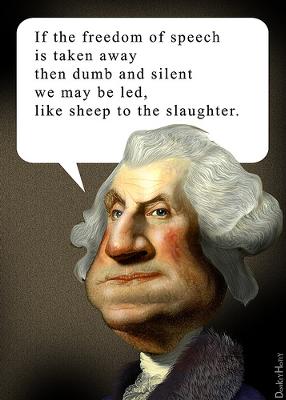 If the freedom of speech
is taken away
then dumb and silent
we may be led,
like sheep to the slaughter.
DonkeyHotey